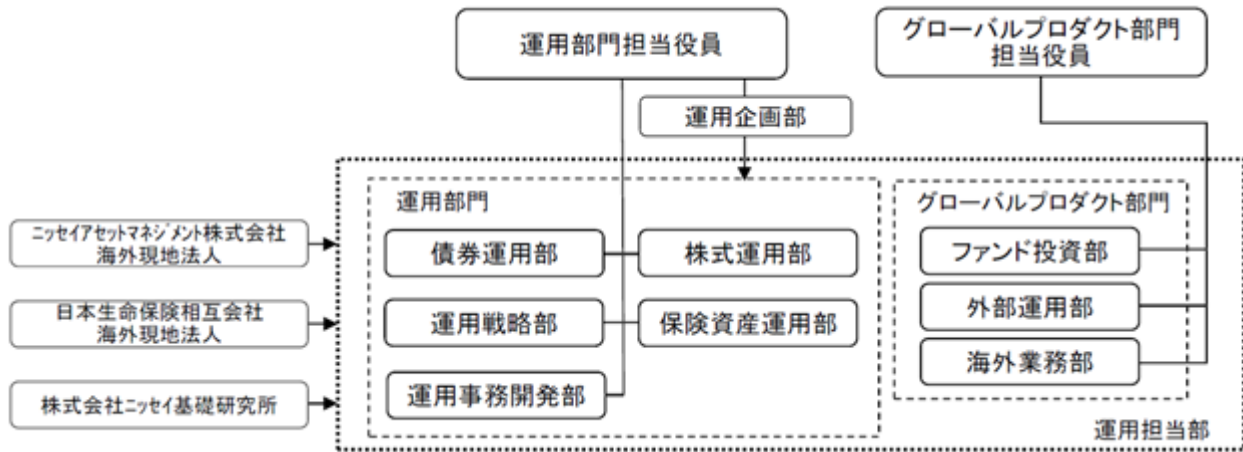 運用部門担当役員
グローバルプロダクト部門
担当役員
運用企画部
運用部門
グローバルプロダクト部門
ニッセイアセットマネジメント株式会社
海外現地法人
債券運用部
株式運用部
ファンド投資部
日本生命保険相互会社
海外現地法人
運用戦略部
保険資産運用部
外部運用部
海外業務部
株式会社ニッセイ基礎研究所
運用事務開発部
運用担当部